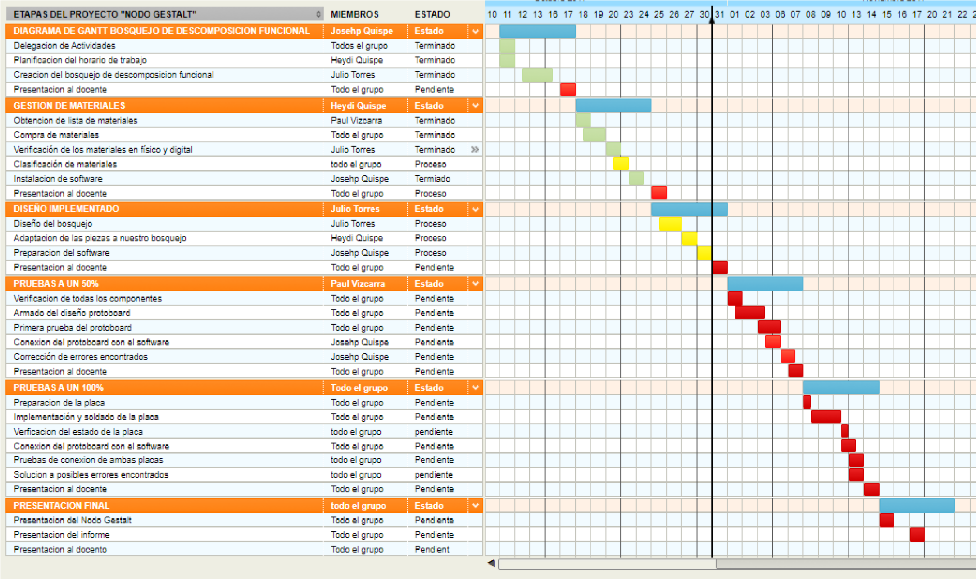 ETAPAS DEL PROYECTO "NODO GESTALT" MIEMBROS ESTADO 10 11 12 13 14 15 16 17 18 19 20 21 22 23 24 25 26 27 28 29 30 31 01 02 03 04 05 06 07 08 09 10 11 12 13 14 15 16 17 18 19 20 21 22
DIAGRAMA DE GANTT BOSQUEJO DE DESCOMPOSICION FUNCIONAL Josehp Quispe Estado
Delegacion de Actividades Todos el grupo Terminado
Planificacion del horario de trabajo Heydi Quispe Terminado
Creacion del bosquejo de descomposicion funcional Julio Torres Terminado
Presentacion al docente Todo el grupo Pendiente
GESTION DE MATERIALES Heydi Quispe Estado
Obtencion de lista de materiales Paul Vizcarra Terminado
Compra de materiales Todo el grupo Terminado
Verificación de los materiales en físico y digital Julio Torres Terminado »
Clasificación de materiales todo el grupo Proceso
Instalacion de software Josehp Quispe Termiado
Presentacion al docente Todo el grupo Proceso
DISEÑO IMPLEMENTADO Julio Torres Estado
Diseño del bosquejo Julio Torres Proceso
Adaptacion de las piezas a nuestro bosquejo Heydi Quispe Proceso
Preparacion del software Josehp Quispe Proceso
Presentacion al docente Todo el grupo Pendiente
PRUEBAS A UN 50% Paul Vizcarra Estado
Verificacion de todas los componentes Todo el grupo Pendiente
Armado del diseño protoboard Todo el grupo Pendiente
Primera prueba del protoboard Todo el grupo Pendiente
Conexion del protoboard con el software Josehp Quispe Pendiente
Corrección de errores encontrados Josehp Quispe Pendiente
Presentacion al docente Todo el grupo Pendiente
PRUEBAS A UN 100% Todo el grupo Estado
Preparacion de la placa Todo el grupo Pendiente
Implementación y soldado de la placa Todo el grupo Pendiente
Verficacion del estado de la placa todo el grupo pendiente
Conexion del protoboard con el software Todo el grupo Pendiente
Pruebas de conexion de ambas placas todo el grupo Pendiente
Solucion a posibles errores encontrados todo el grupo pendiente
Presentacion al docente Todo el grupo Pendiente
PRESENTACION FINAL todo el grupo Estado
Presentacion del Nodo Gestalt Todo el grupo Pendiente
Presentacion del informe Todo el grupo Pendiente
Etapacion al docento Todo el grupo Pendient